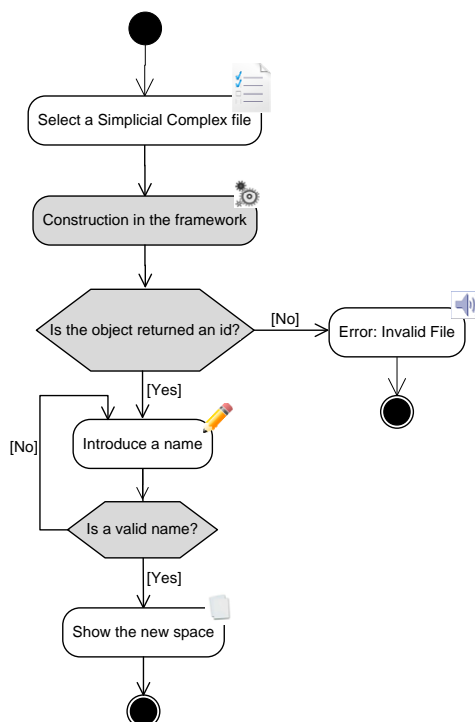 Select a Simplicial Complex file
Construction in the framework
Is the object returned an id?
[No]
Error: Invalid File
[Yes]
Introduce a name
[No]
Is a valid name?
[Yes]
Show the new space